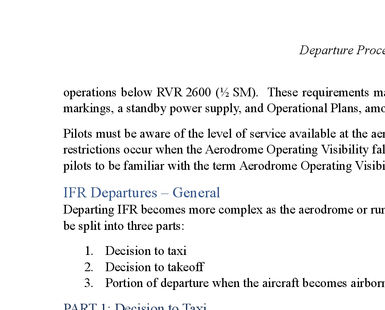 Departure Proce
operations below RVR 2600 (½ SM).  These requirements ma
markings, a standby power supply, and Operational Plans, amo
Pilots must be aware of the level of service available at the aer
restrictions occur when the Aerodrome Operating Visibility fal
pilots to be familiar with the term Aerodrome Operating Visibi
IFR Departures – General
Departing IFR becomes more complex as the aerodrome or run
be split into three parts:
1. Decision to taxi
2. Decision to takeoff
3. Portion of departure when the aircraft becomes airborn
PART 1: Decision to Taxi